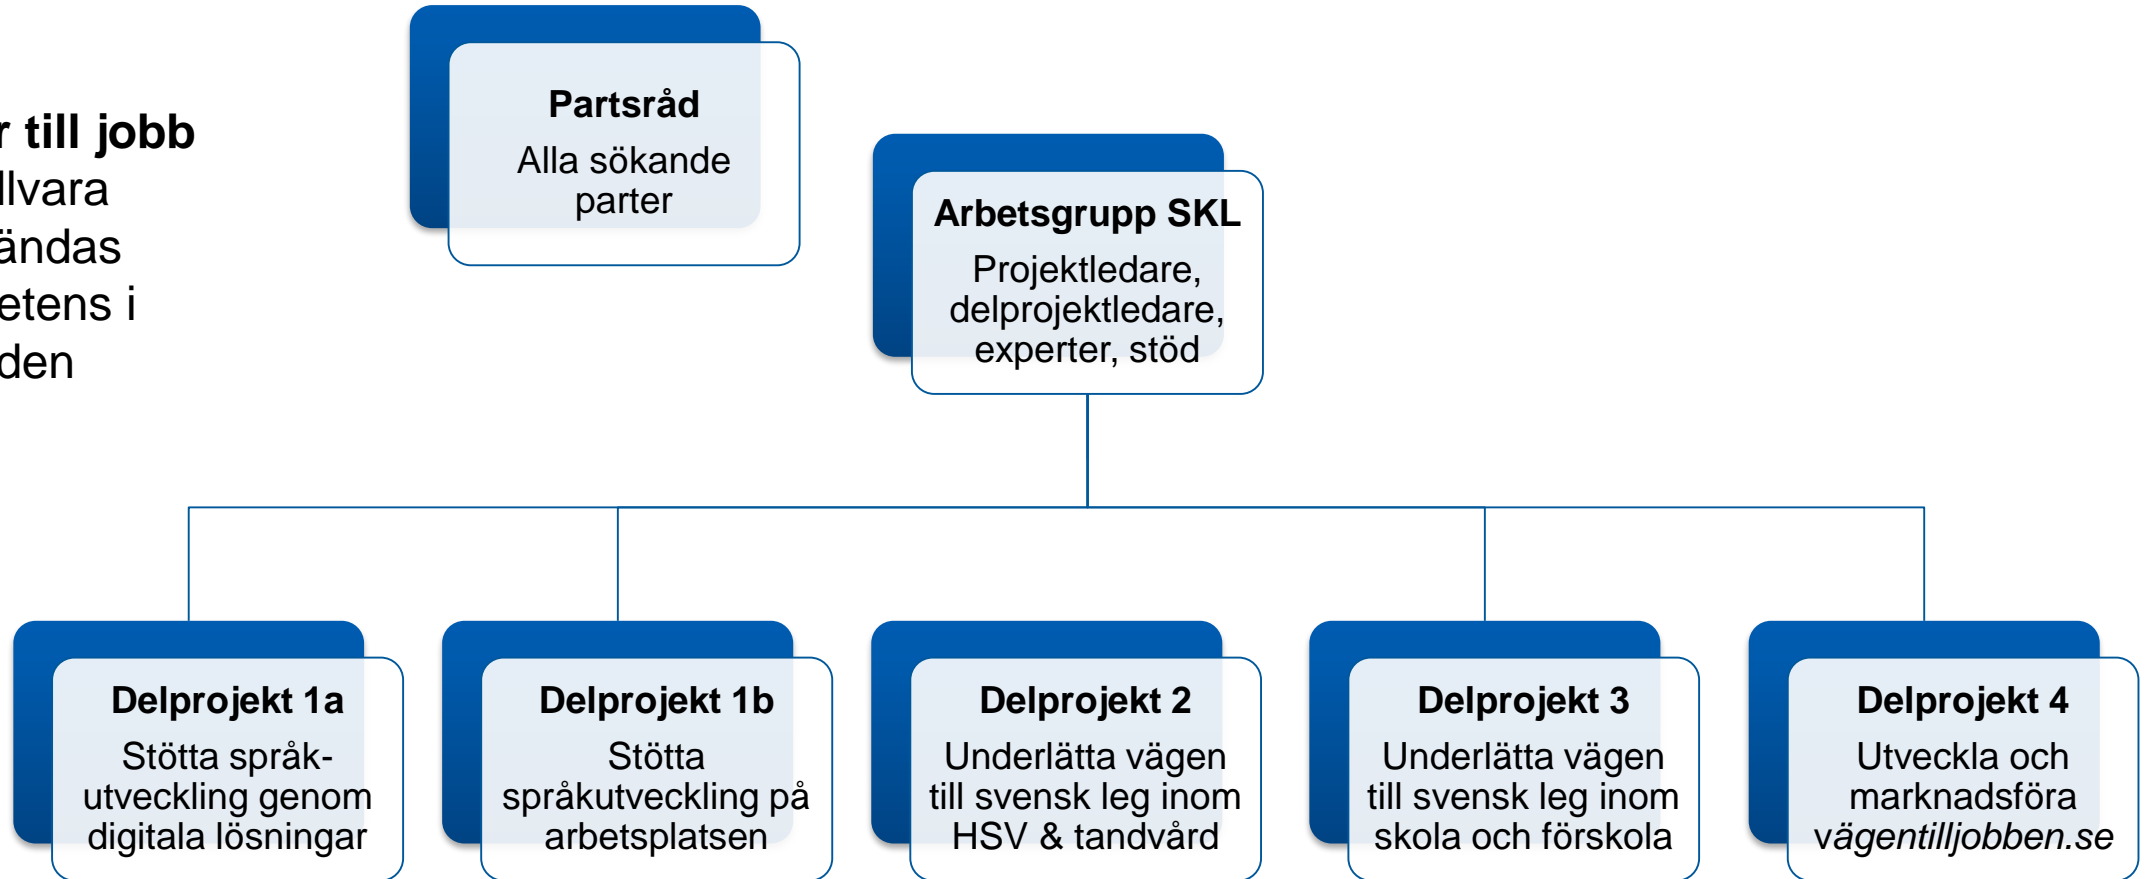 r till jobb
llvara
ändas
etens i
den
Partsråd
Alla sökande
parter
Arbetsgrupp SKL
Projektledare,
delprojektledare,
experter, stöd
Delprojekt 1a
Stötta språk-
utveckling genom
digitala lösningar
Delprojekt 1b
Stötta
språkutveckling på
arbetsplatsen
Delprojekt 2
Underlätta vägen
till svensk leg inom
HSV & tandvård
Delprojekt 3
Underlätta vägen
till svensk leg inom
skola och förskola
Delprojekt 4
Utveckla och
marknadsföra
vägentilljobben.se